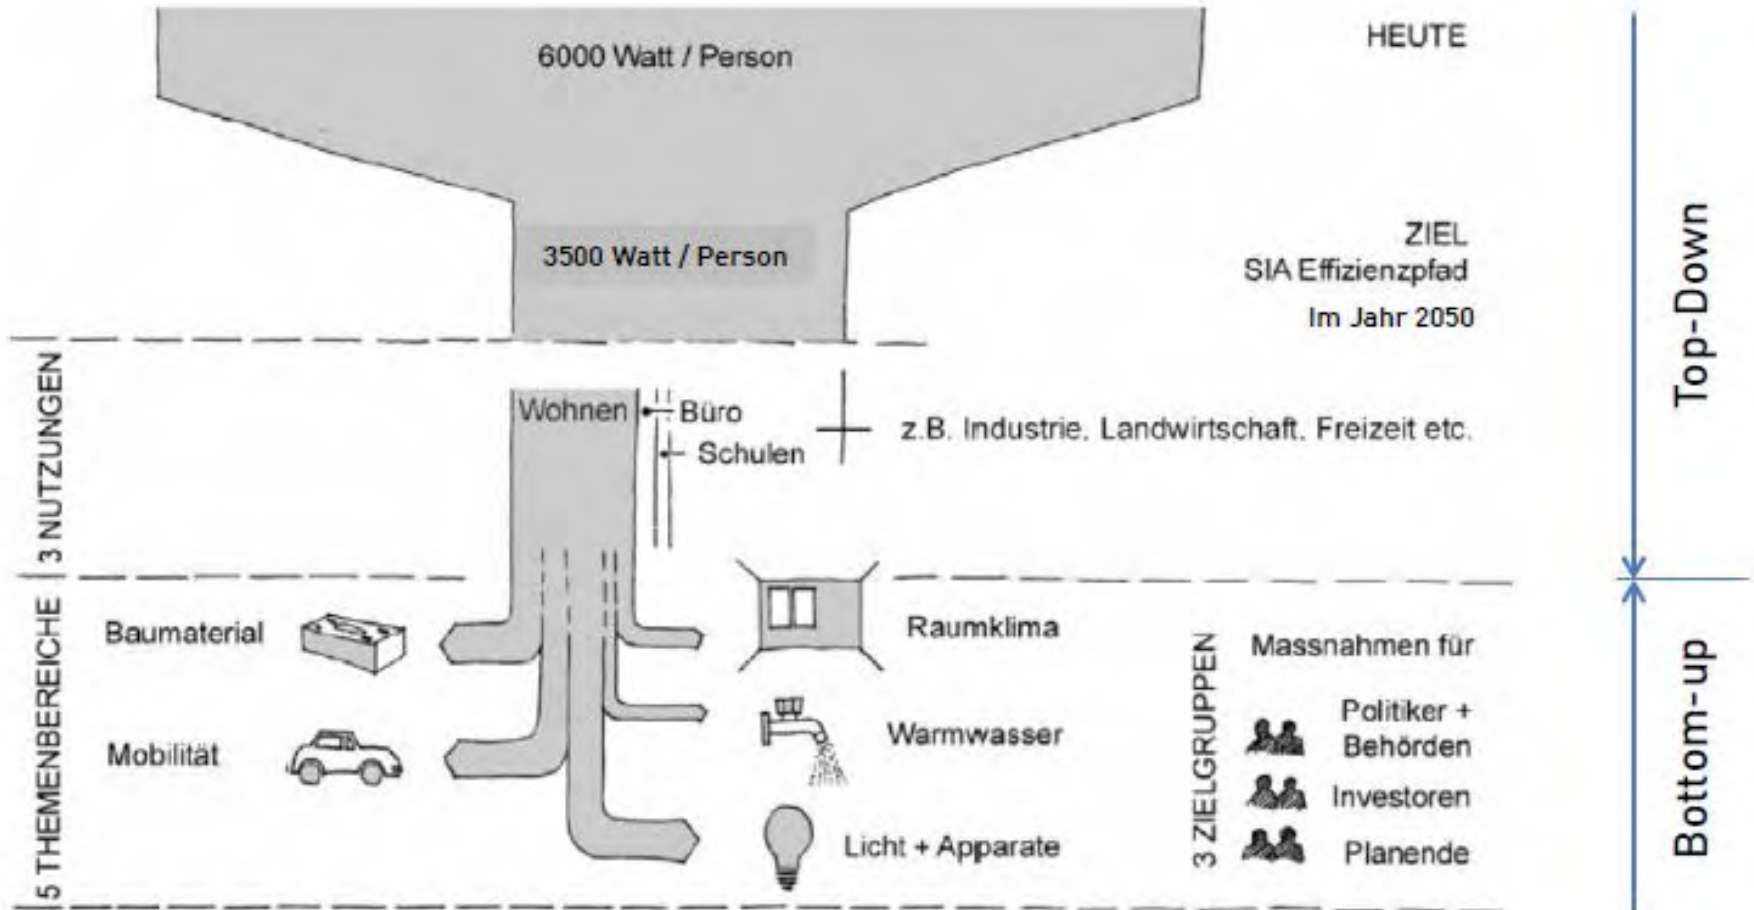 6000 Watt / Person
HEUTE
3500 Watt / Person
ZIEL
SIA Effizienzpfad
Im Jahr 2050
Top-Down
3 NUTZUNGEN
Wohnen
Büro
Schulen
z.B. Industrie, Landwirtschaft, Freizeit etc.
5 THEMENBEREICHE
Baumaterial
Mobilität
Raumklima
Warmwasser
Licht + Apparate
3 ZIELGRUPPEN
Massnahmen für
Politiker +
Behörden
Investoren
Planende
Bottom-up